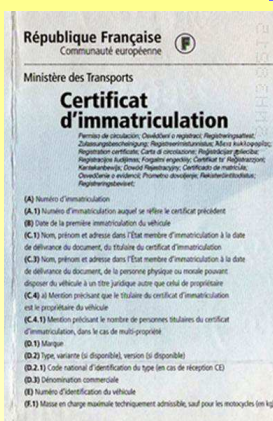 République Française
Communauté européenne
F
Ministère des Transports
Certificat
d'immatriculation
Permiso de circulación; Osvědčení o registraci; Registreringsattest;
Zulassungsbescheinigung; Registreerimistunnistus; Άδεια κυκλοφορίας;
Registration certificate; Carta di circolazione; Reģistrācijas apliecība;
Registracijos liudijimas; Forgalmi engedély; Ċertifikat ta' Reġistrazzjoni;
Kentekenbewijs; Dowód Rejestracyjny; Certificado de matrícula;
Osvedčenie o evidencii; Prometno dovoljenje; Rekisteröintitodistus;
Registreringsbeviset;
(A) Numéro d'immatriculation
(A.1) Numéro d'immatriculation auquel se réfère le certificat précédent
(B) Date de la première immatriculation du véhicule
(C.1) Nom, prénom et adresse dans l'État membre d'immatriculation à la date
de délivrance du document, du titulaire du certificat d'immatriculation
(C.3) Nom, prénom et adresse dans l'État membre d'immatriculation à la date
de délivrance du document, de la personne physique ou morale pouvant
disposer du véhicule à un titre juridique autre que celui de propriétaire
(C.4) a) Mention précisant que le titulaire du certificat d'immatriculation
est le propriétaire du véhicule
(C.4.1) Mention précisant le nombre de personnes titulaires du certificat
d'immatriculation, dans le cas de multi-propriété
(D.1) Marque
(D.2) Type, variante (si disponible), version (si disponible)
(D.2.1) Code national d'identification du type (en cas de réception CE)
(D.3) Dénomination commerciale
(E) Numéro d'identification du véhicule
(F.1) Masse en charge maximale techniquement admissible, sauf pour les motocycles (en kg)